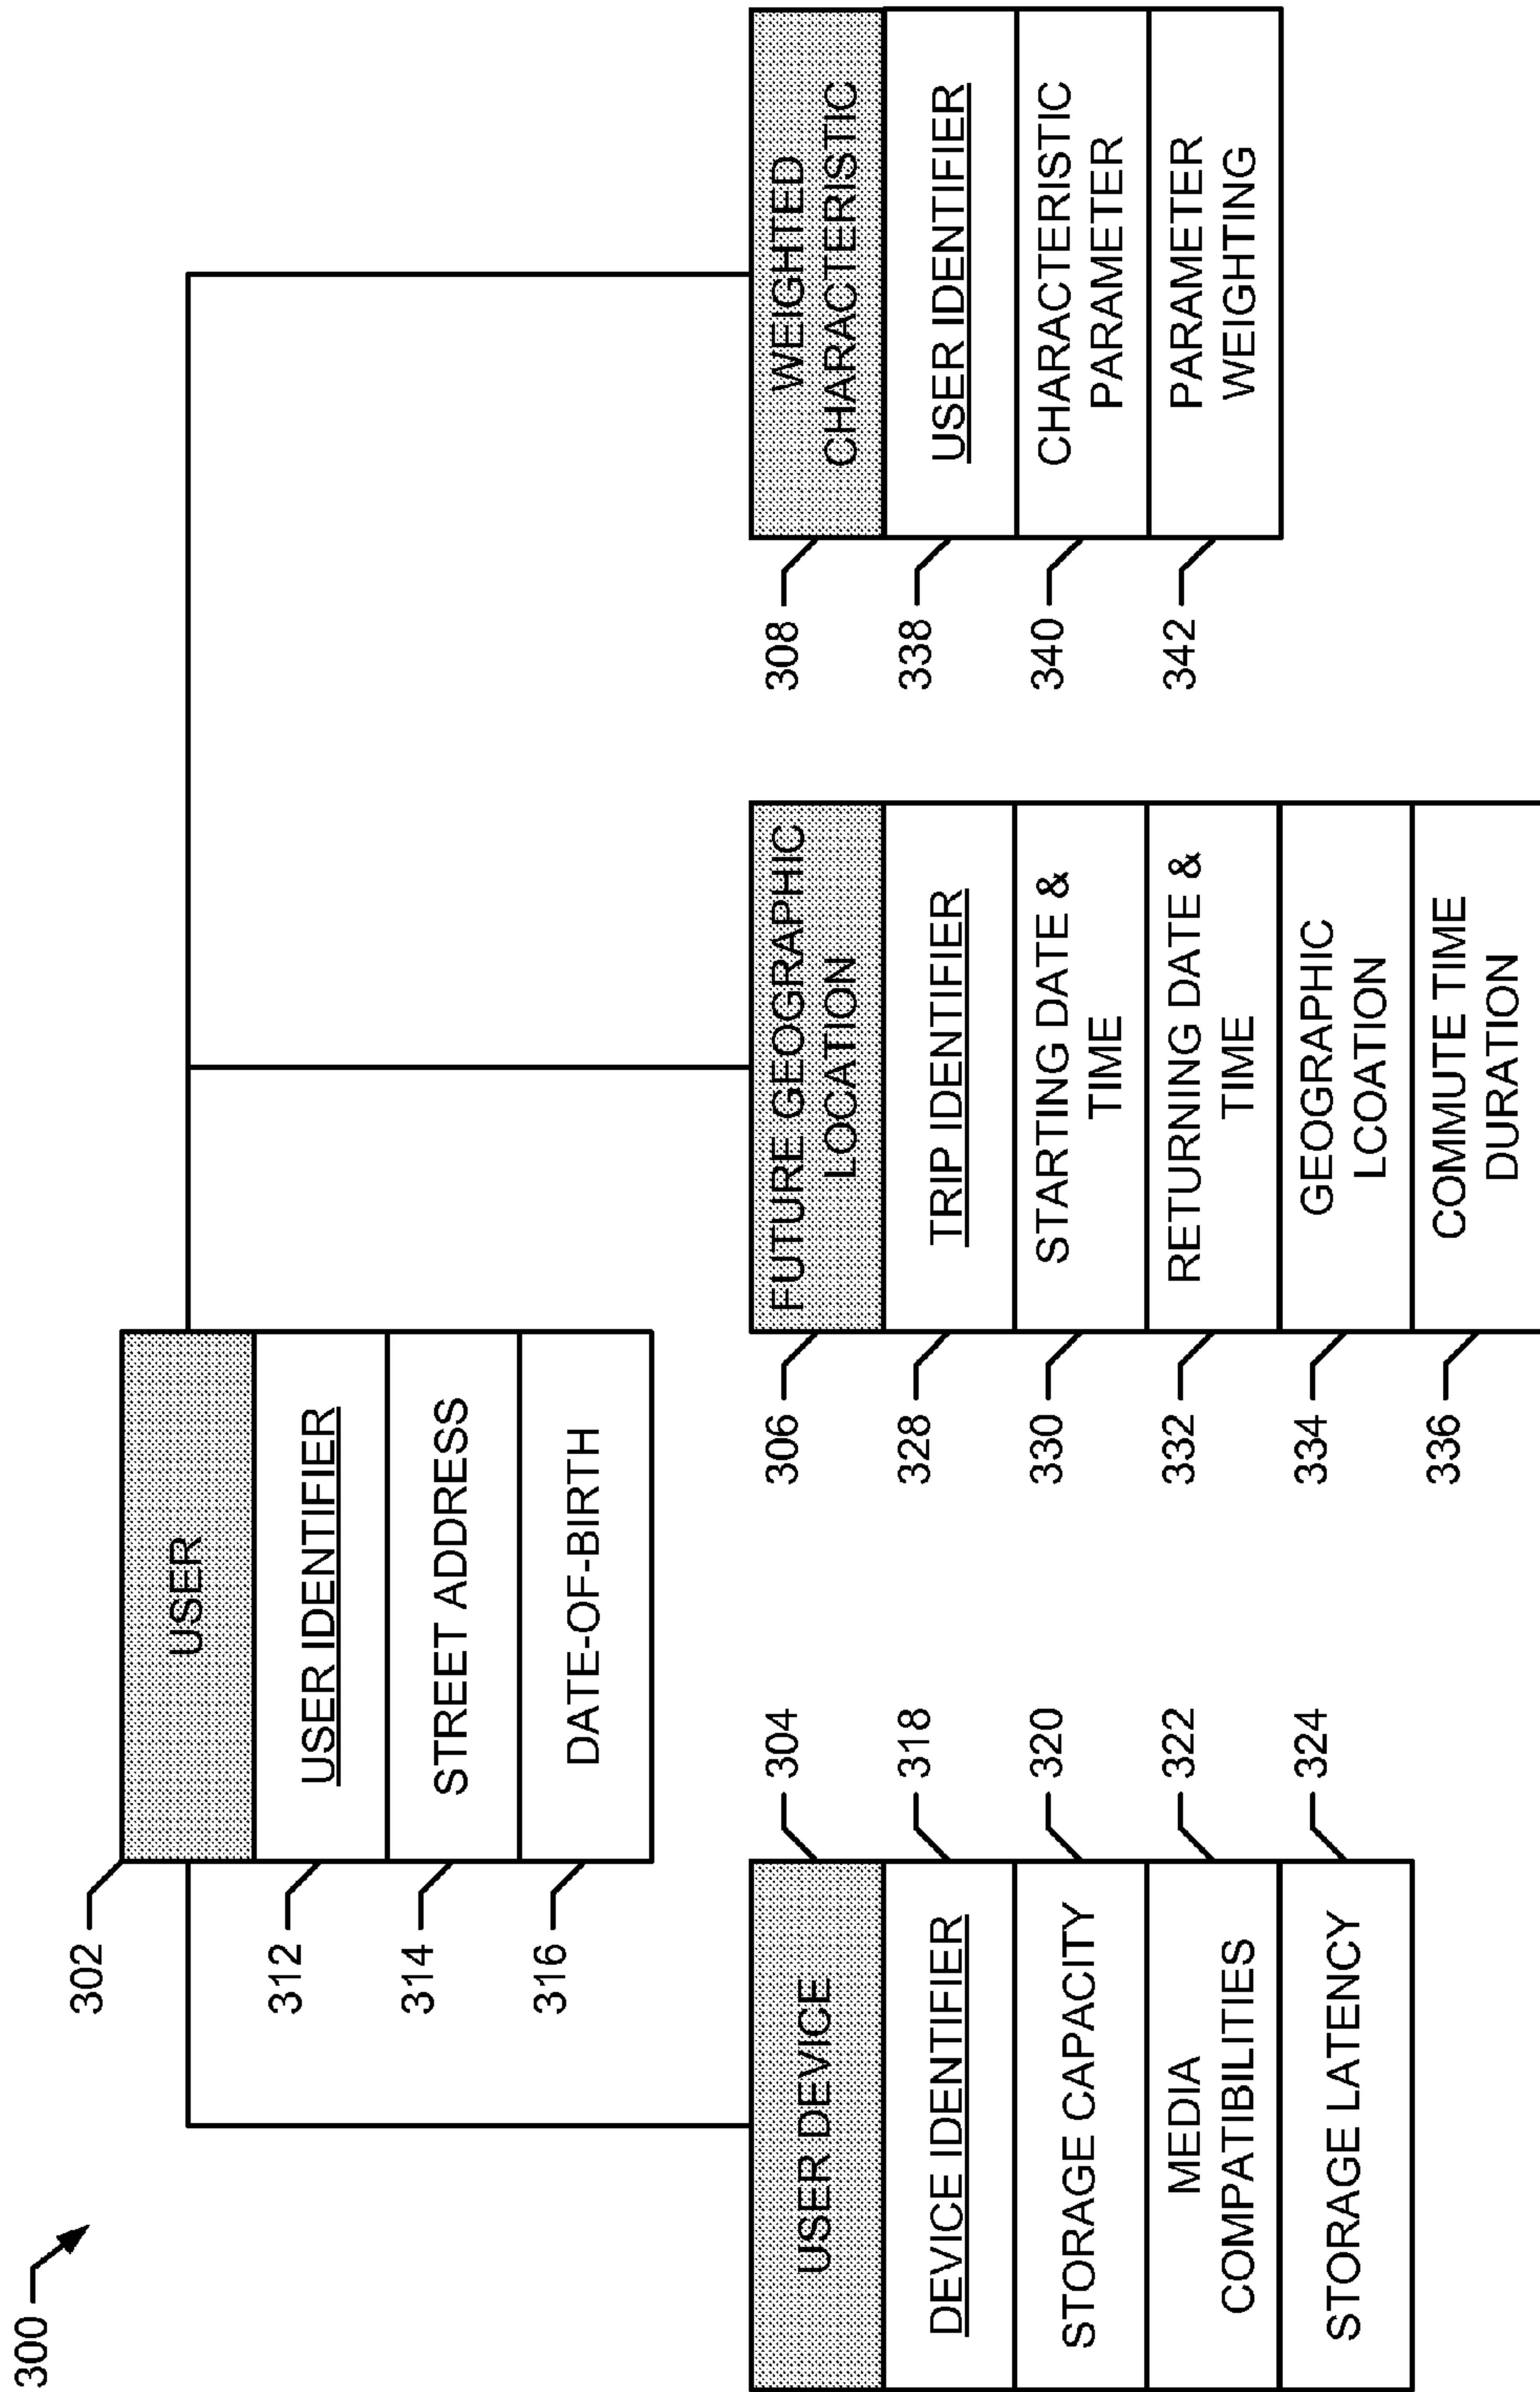 300
302
USER
312
USER IDENTIFIER
314
STREET ADDRESS
316
DATE-OF-BIRTH
USER DEVICE
304
DEVICE IDENTIFIER
318
STORAGE CAPACITY
320
MEDIA
COMPATIBILITIES
322
STORAGE LATENCY
324
306
FUTURE GEOGRAPHIC
LOCATION
328
TRIP IDENTIFIER
330
STARTING DATE &
TIME
332
RETURNING DATE &
TIME
334
GEOGRAPHIC
LCOATION
336
COMMUTE TIME
DURATION
308
WEIGHTED
CHARACTERISTIC
338
USER IDENTIFIER
340
CHARACTERISTIC
PARAMETER
342
PARAMETER
WEIGHTING